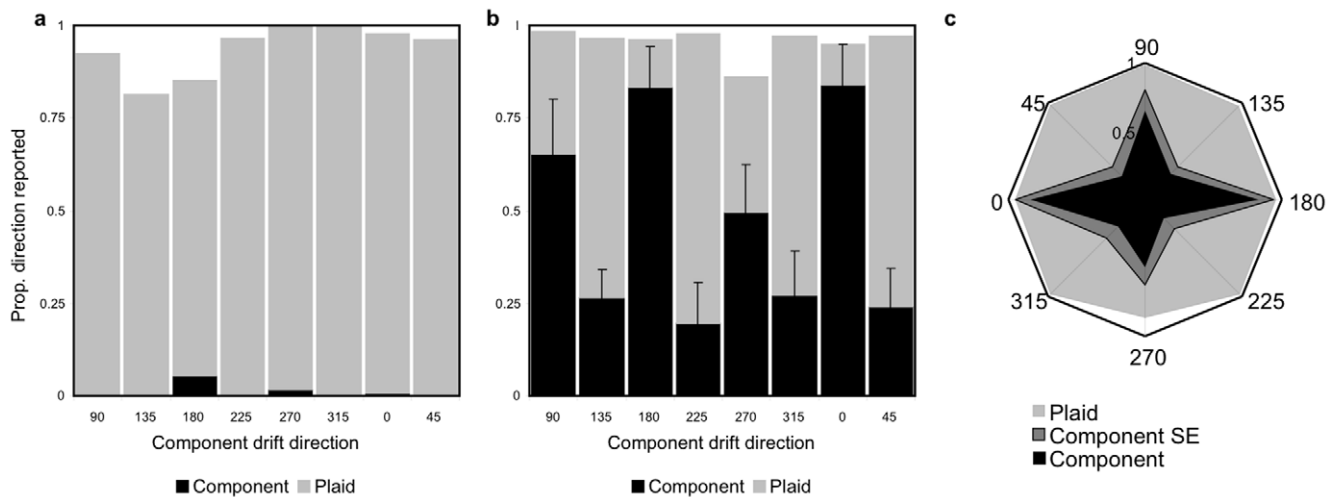 a
Prop. direction reported
1
0.75
0.5
0.25
0
90 135 180 225 270 315 0 45
Component drift direction
Component Plaid
b
1
0.75
0.5
0.25
0
90 135 180 225 270 315 0 45
Component drift direction
Component Plaid
c
90
1
45 135
0.5
0 180
315 225
270
Plaid
Component SE
Component